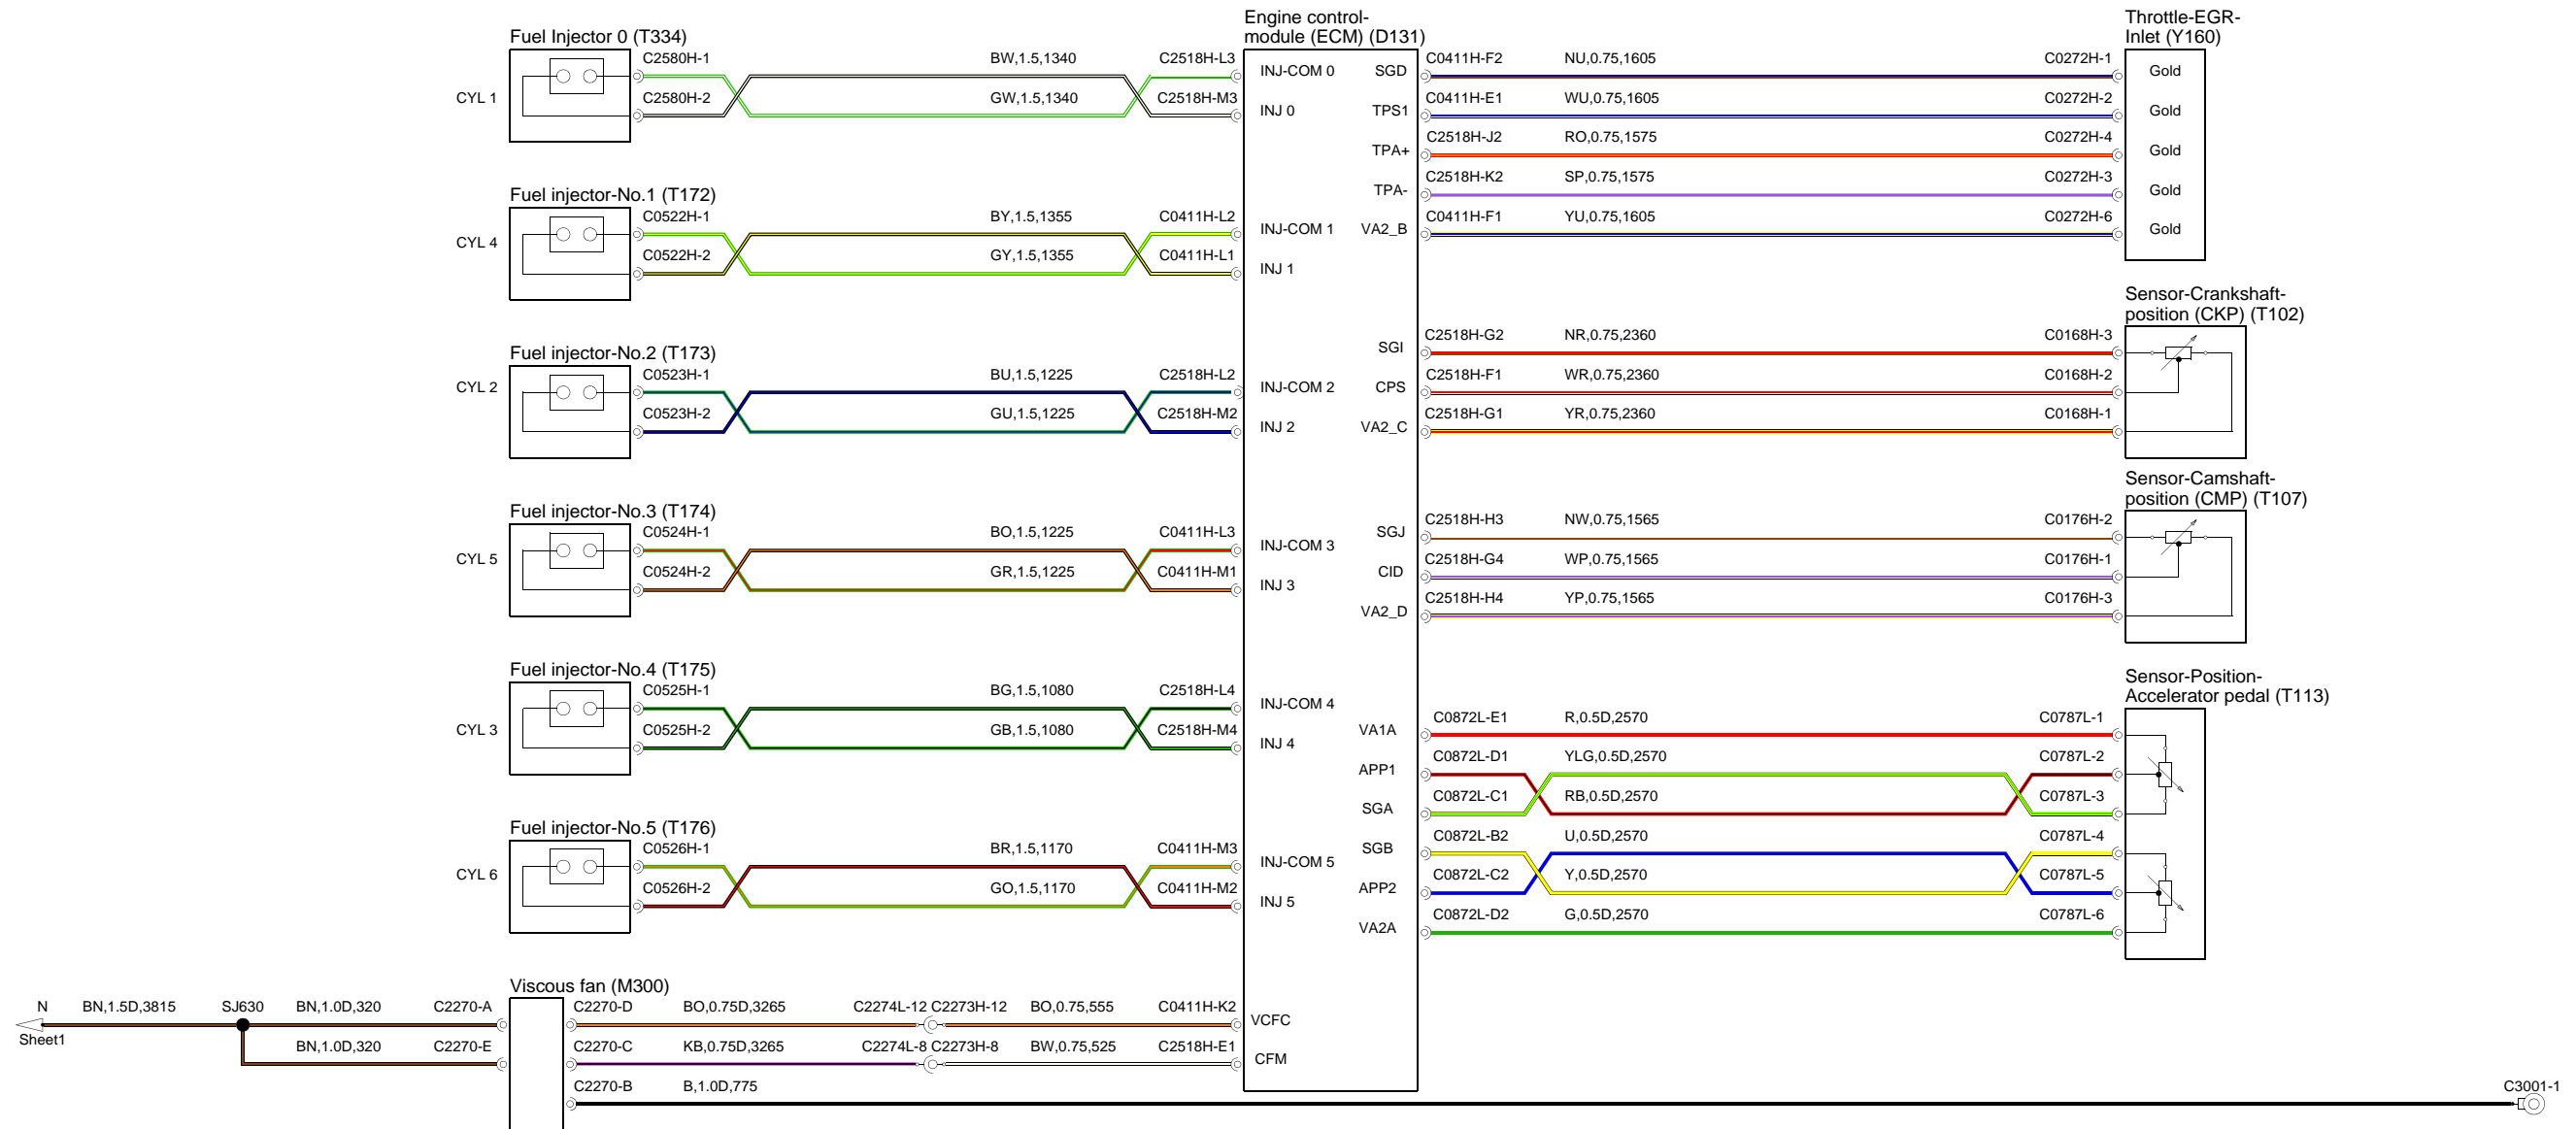 Engine control-
module (ECM) (D131)
Throttle-EGR-
Inlet (Y160)
Fuel Injector 0 (T334)
CYL 1
C2580H-1
BW,1.5,1340
C2518H-L3
INJ-COM 0
C2580H-2
GW,1.5,1340
C2518H-M3
INJ 0
SGD
C0411H-F2
NU,0.75,1605
C0272H-1
Gold
TPS1
C0411H-E1
WU,0.75,1605
C0272H-2
Gold
TPA+
C2518H-J2
RO,0.75,1575
C0272H-4
Gold
TPA-
C2518H-K2
SP,0.75,1575
C0272H-3
Gold
VA2_B
C0411H-F1
YU,0.75,1605
C0272H-6
Gold
Fuel injector-No.1 (T172)
CYL 4
C0522H-1
BY,1.5,1355
C0411H-L2
INJ-COM 1
C0522H-2
GY,1.5,1355
C0411H-L1
INJ 1
Sensor-Crankshaft-
position (CKP) (T102)
SGI
C2518H-G2
NR,0.75,2360
C0168H-3
CPS
C2518H-F1
WR,0.75,2360
C0168H-2
VA2_C
C2518H-G1
YR,0.75,2360
C0168H-1
Fuel injector-No.2 (T173)
CYL 2
C0523H-1
BU,1.5,1225
C2518H-L2
INJ-COM 2
C0523H-2
GU,1.5,1225
C2518H-M2
INJ 2
Sensor-Camshaft-
position (CMP) (T107)
SGJ
C2518H-H3
NW,0.75,1565
C0176H-2
CID
C2518H-G4
WP,0.75,1565
C0176H-1
VA2_D
C2518H-H4
YP,0.75,1565
C0176H-3
Fuel injector-No.3 (T174)
CYL 5
C0524H-1
BO,1.5,1225
C0411H-L3
INJ-COM 3
C0524H-2
GR,1.5,1225
C0411H-M1
INJ 3
Fuel injector-No.4 (T175)
CYL 3
C0525H-1
BG,1.5,1080
C2518H-L4
INJ-COM 4
C0525H-2
GB,1.5,1080
C2518H-M4
INJ 4
Sensor-Position-
Accelerator pedal (T113)
VA1A
C0872L-E1
R,0.5D,2570
C0787L-1
APP1
C0872L-D1
YLG,0.5D,2570
C0787L-2
SGA
C0872L-C1
RB,0.5D,2570
C0787L-3
SGB
C0872L-B2
U,0.5D,2570
C0787L-4
APP2
C0872L-C2
Y,0.5D,2570
C0787L-5
VA2A
C0872L-D2
G,0.5D,2570
C0787L-6
Fuel injector-No.5 (T176)
CYL 6
C0526H-1
BR,1.5,1170
C0411H-M3
INJ-COM 5
C0526H-2
GO,1.5,1170
C0411H-M2
INJ 5
Viscous fan (M300)
N
Sheet1
BN,1.5D,3815
SJ630
BN,1.0D,320
C2270-A
BN,1.0D,320
C2270-E
C2270-D
BO,0.75D,3265
C2274L-12
C2273H-12
BO,0.75,555
C0411H-K2
VCFC
C2270-C
KB,0.75D,3265
C2274L-8
C2273H-8
BW,0.75,525
C2518H-E1
CFM
C2270-B
B,1.0D,775
C3001-1